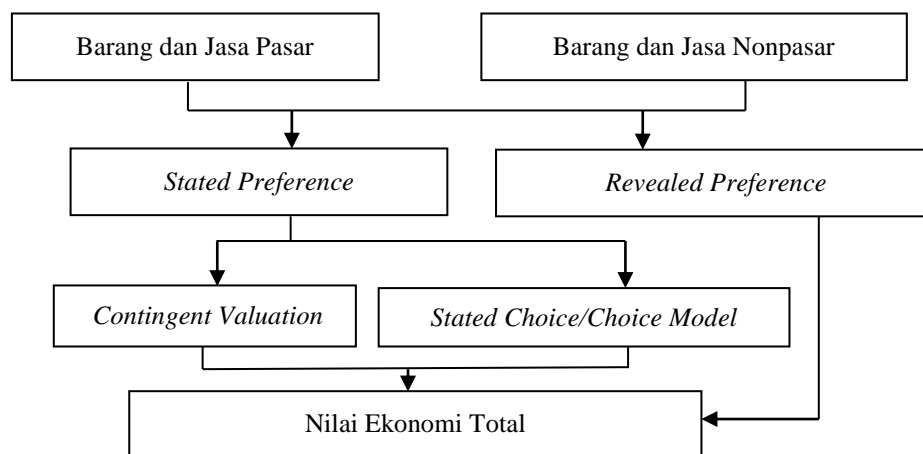 Barang dan Jasa Pasar
Barang dan Jasa Nonpasar
Stated Preference
Revealed Preference
Contingent Valuation
Stated Choice/Choice Model
Nilai Ekonomi Total